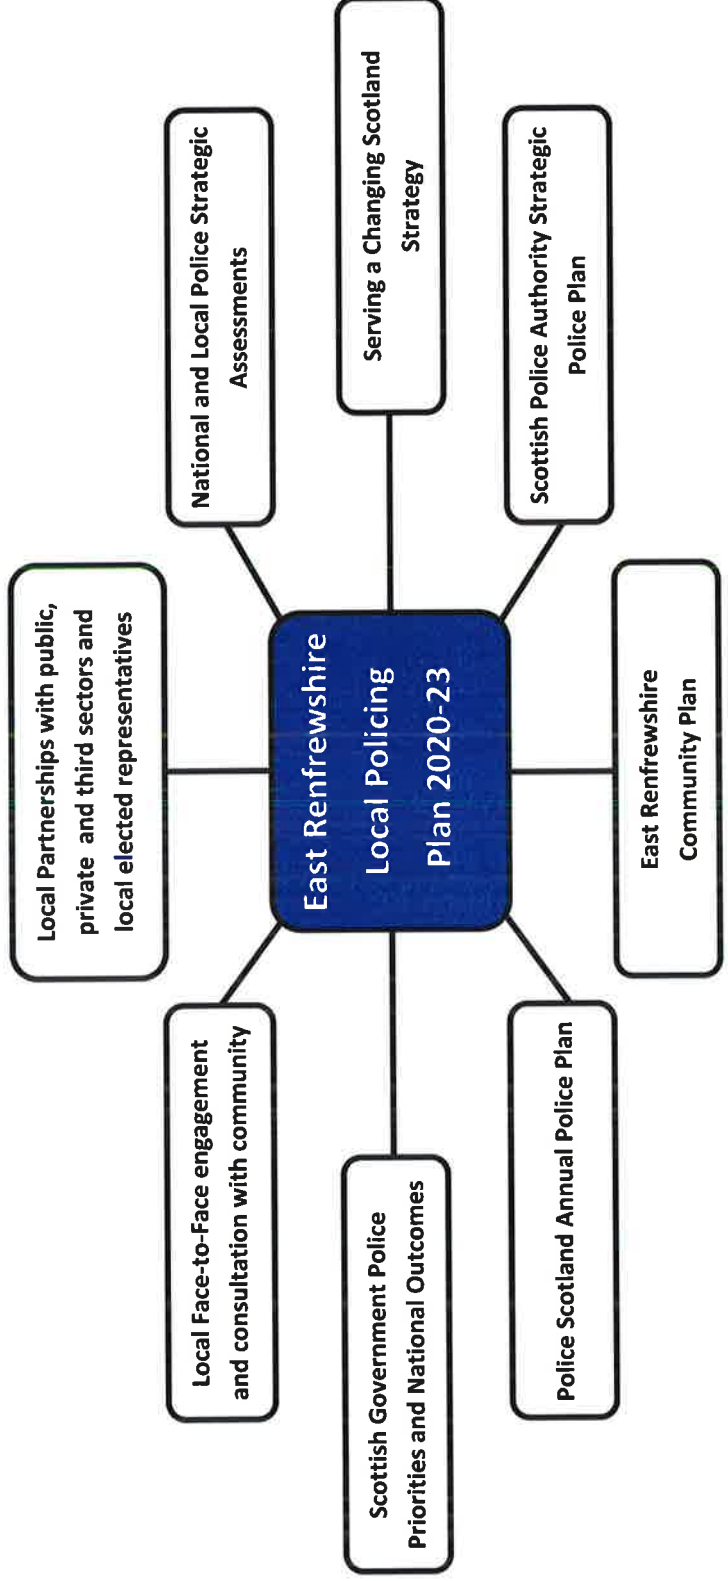 Local Partnerships with public,
private and third sectors and
local elected representatives
Local Face-to-Face engagement
and consultation with community
National and Local Police Strategic
Assessments
Scottish Government Police
Priorities and National Outcomes
East Renfrewshire
Local Policing
Plan 2020-23
Serving a Changing Scotland
Strategy
Police Scotland Annual Police Plan
Scottish Police Authority Strategic
Police Plan
East Renfrewshire
Community Plan